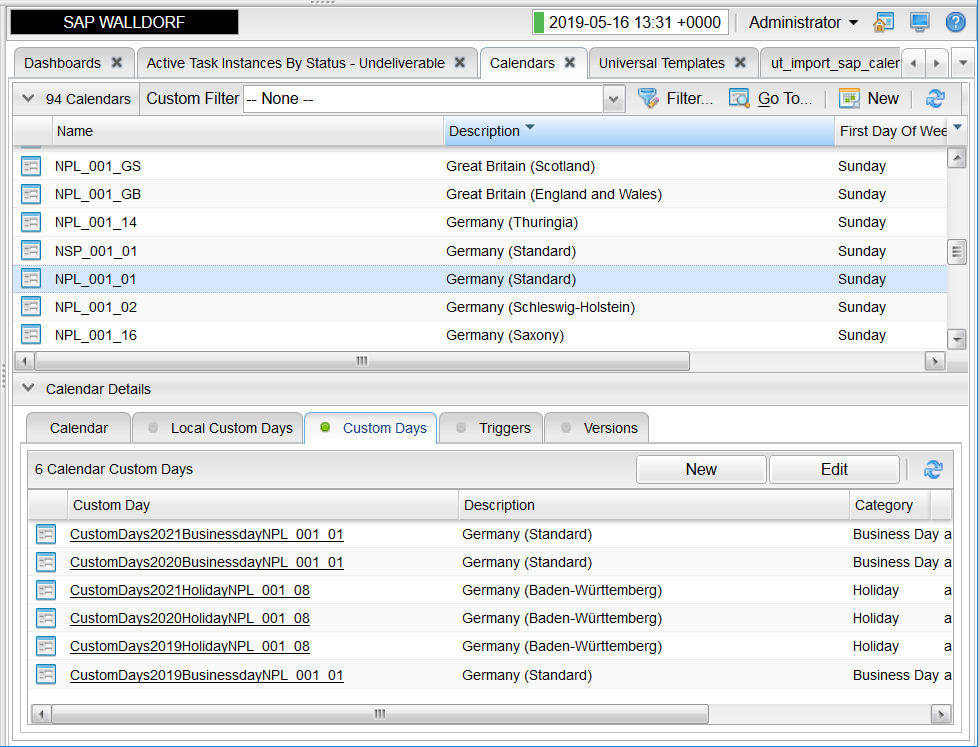 SAP WALLDORF 2019-05-16 13:31 +0000 Administrator
Dashboards Active Task Instances By Status - Undeliverable Calendars Universal Templates ut_import_sap_caler
94 Calendars Custom Filter -- None -- Filter... Go To... New
Name Description First Day Of Wee
NPL_001_GS Great Britain (Scotland) Sunday
NPL_001_GB Great Britain (England and Wales) Sunday
NPL_001_14 Germany (Thuringia) Sunday
NSP_001_01 Germany (Standard) Sunday
NPL_001_01 Germany (Standard) Sunday
NPL_001_02 Germany (Schleswig-Holstein) Sunday
NPL_001_16 Germany (Saxony) Sunday
Calendar Details
Calendar Local Custom Days Custom Days Triggers Versions
6 Calendar Custom Days New Edit
Custom Day Description Category
CustomDays2021BusinessdayNPL_001_01 Germany (Standard) Business Day a
CustomDays2020BusinessdayNPL_001_01 Germany (Standard) Business Day a
CustomDays2021HolidayNPL_001_08 Germany (Baden-Württemberg) Holiday a
CustomDays2020HolidayNPL_001_08 Germany (Baden-Württemberg) Holiday a
CustomDays2019HolidayNPL_001_08 Germany (Baden-Württemberg) Holiday a
CustomDays2019BusinessdayNPL_001_01 Germany (Standard) Business Day a